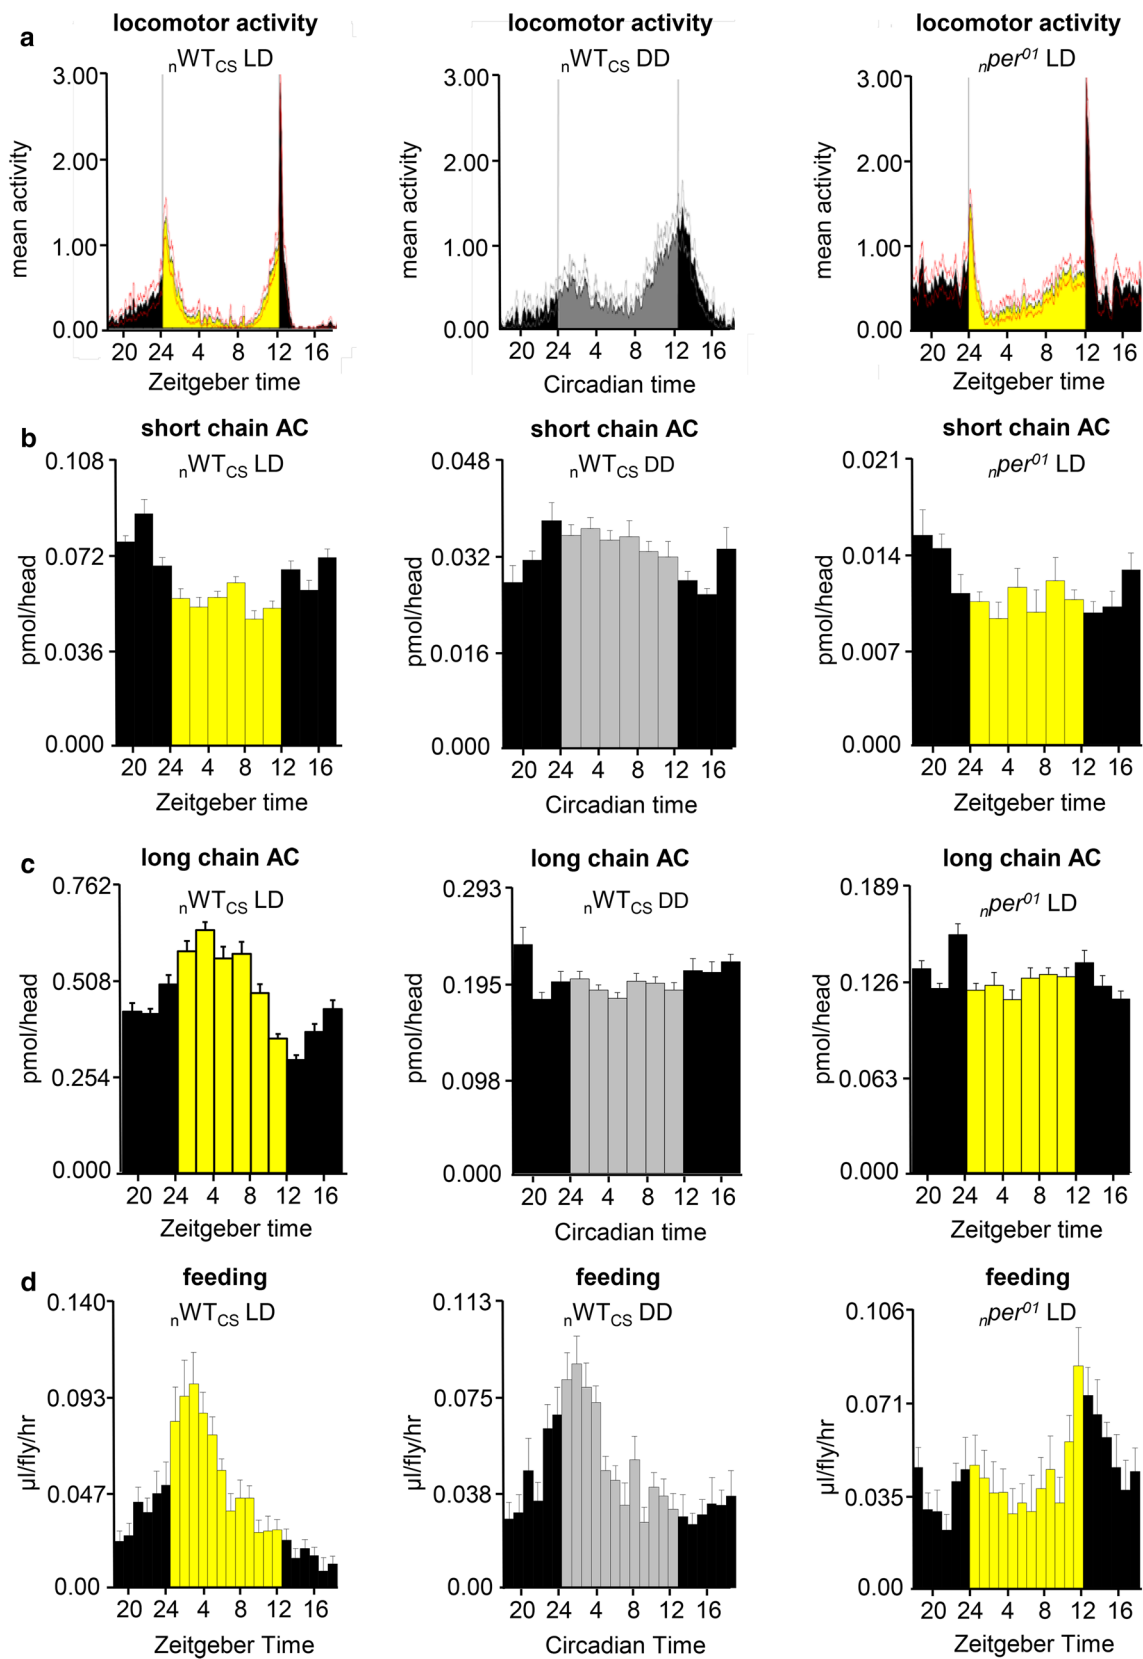 a
locomotor activity
nWTCS LD
mean activity
3.00
2.00
1.00
0.00
20 24 4 8 12 16
Zeitgeber time
locomotor activity
nWTCS DD
mean activity
3.00
2.00
1.00
0.00
20 24 4 8 12 16
Circadian time
locomotor activity
nper01 LD
mean activity
3.00
2.00
1.00
0.00
20 24 4 8 12 16
Zeitgeber time
b
short chain AC
nWTCS LD
pmol/head
0.108
0.072
0.036
0.000
20 24 4 8 12 16
Zeitgeber time
short chain AC
nWTCS DD
pmol/head
0.048
0.032
0.016
0.000
20 24 4 8 12 16
Circadian time
short chain AC
nper01 LD
pmol/head
0.021
0.014
0.007
0.000
20 24 4 8 12 16
Zeitgeber time
c
long chain AC
nWTCS LD
pmol/head
0.762
0.508
0.254
0.000
20 24 4 8 12 16
Zeitgeber time
long chain AC
nWTCS DD
pmol/head
0.293
0.195
0.098
0.000
20 24 4 8 12 16
Circadian time
long chain AC
nper01 LD
pmol/head
0.189
0.126
0.063
0.000
20 24 4 8 12 16
Zeitgeber time
d
feeding
nWTCS LD
µl/fly/hr
0.140
0.093
0.047
0.00
20 24 4 8 12 16
Zeitgeber Time
feeding
nWTCS DD
µl/fly/hr
0.113
0.075
0.038
0.00
20 24 4 8 12 16
Circadian Time
feeding
nper01 LD
µl/fly/hr
0.106
0.071
0.035
0.00
20 24 4 8 12 16
Zeitgeber Time